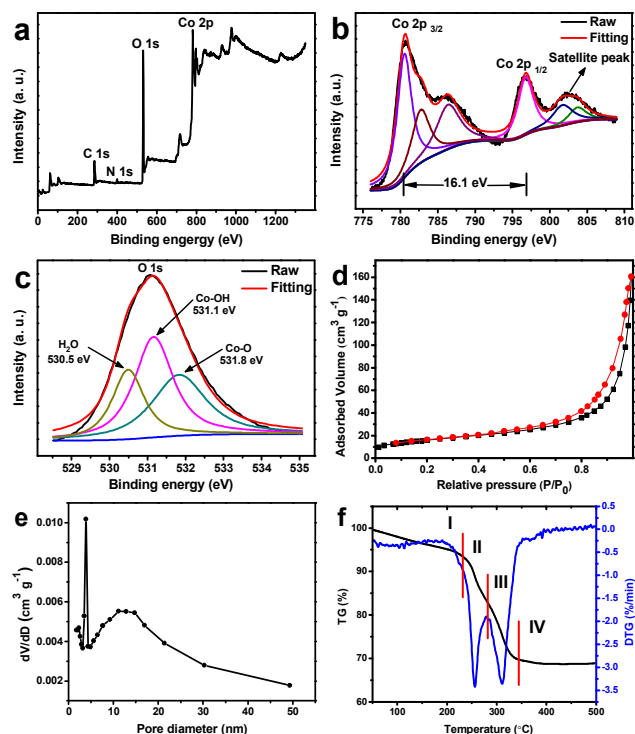 a
Co 2p
O 1s
C 1s
N 1s
Intensity (a. u.)
0 200 400 600 800 1000 1200
Binding engergy (eV)
b
Co 2p 3/2
Raw
Fitting
Co 2p 1/2
Satellite peak
16.1 eV
Intensity (a.u.)
775 780 785 790 795 800 805 810
Binding engergy (eV)
c
O 1s
Raw
Fitting
Co-OH
531.1 eV
H2O
530.5 eV
Co-O
531.8 eV
Intensity (a. u.)
529 530 531 532 533 534 535
Binding energy (eV)
d
160
140
120
100
80
60
40
20
0
Adsorbed Volume (cm3 g-1)
0.0 0.2 0.4 0.6 0.8
Relative pressure (P/P0)
e
0.010
0.008
0.006
0.004
0.002
dV/dD (cm3 g-1)
0 10 20 30 40 50
Pore diameter (nm)
f
I
II
III
IV
100
90
80
70
60
TG (%)
0.5
0.0
-0.5
-1.0
-1.5
-2.0
-2.5
-3.0
-3.5
DTG (%/min)
100 200 300 400 500
Temperature (°C)